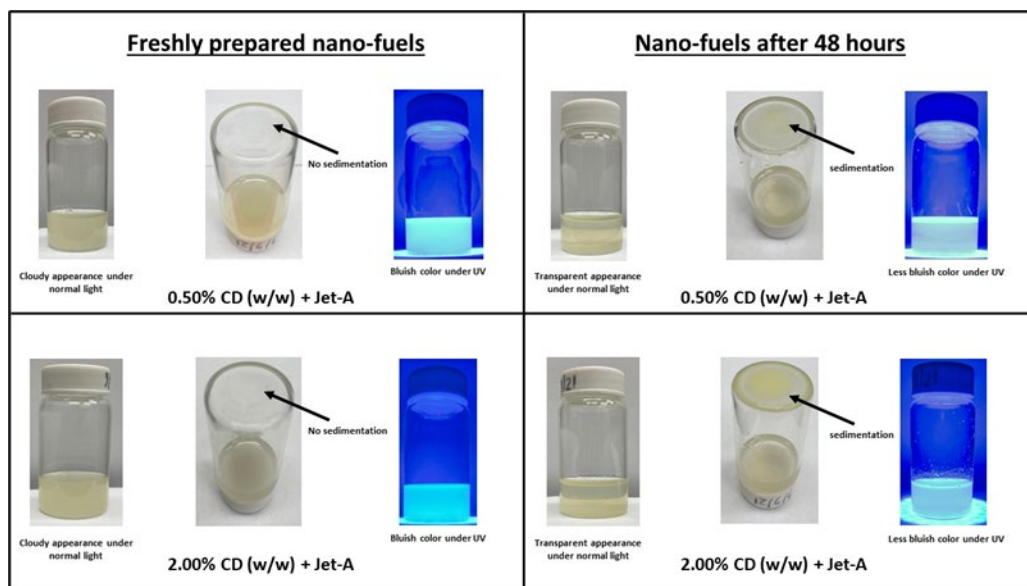 Freshly prepared nano-fuels
No sedimentation
Cloudy appearance under
normal light
Bluish color under UV
0.50% CD (w/w) + Jet-A
Nano-fuels after 48 hours
sedimentation
Transparent appearance
under normal light
Less bluish color under UV
0.50% CD (w/w) + Jet-A
No sedimentation
Cloudy appearance under
normal light
Bluish color under UV
2.00% CD (w/w) + Jet-A
sedimentation
Transparent appearance
under normal light
Less bluish color under UV
2.00% CD (w/w) + Jet-A